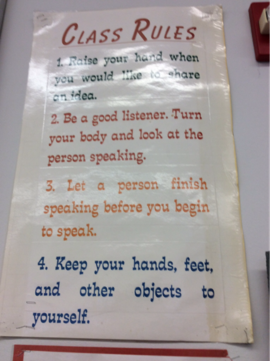 CLASS RULES
1. Raise your hand when
you would like to share
an idea.
2. Be a good listener. Turn
your body and look at the
person speaking.
3. Let a person finish
speaking before you begin
to speak.
4. Keep your hands, feet,
and other objects to
yourself.